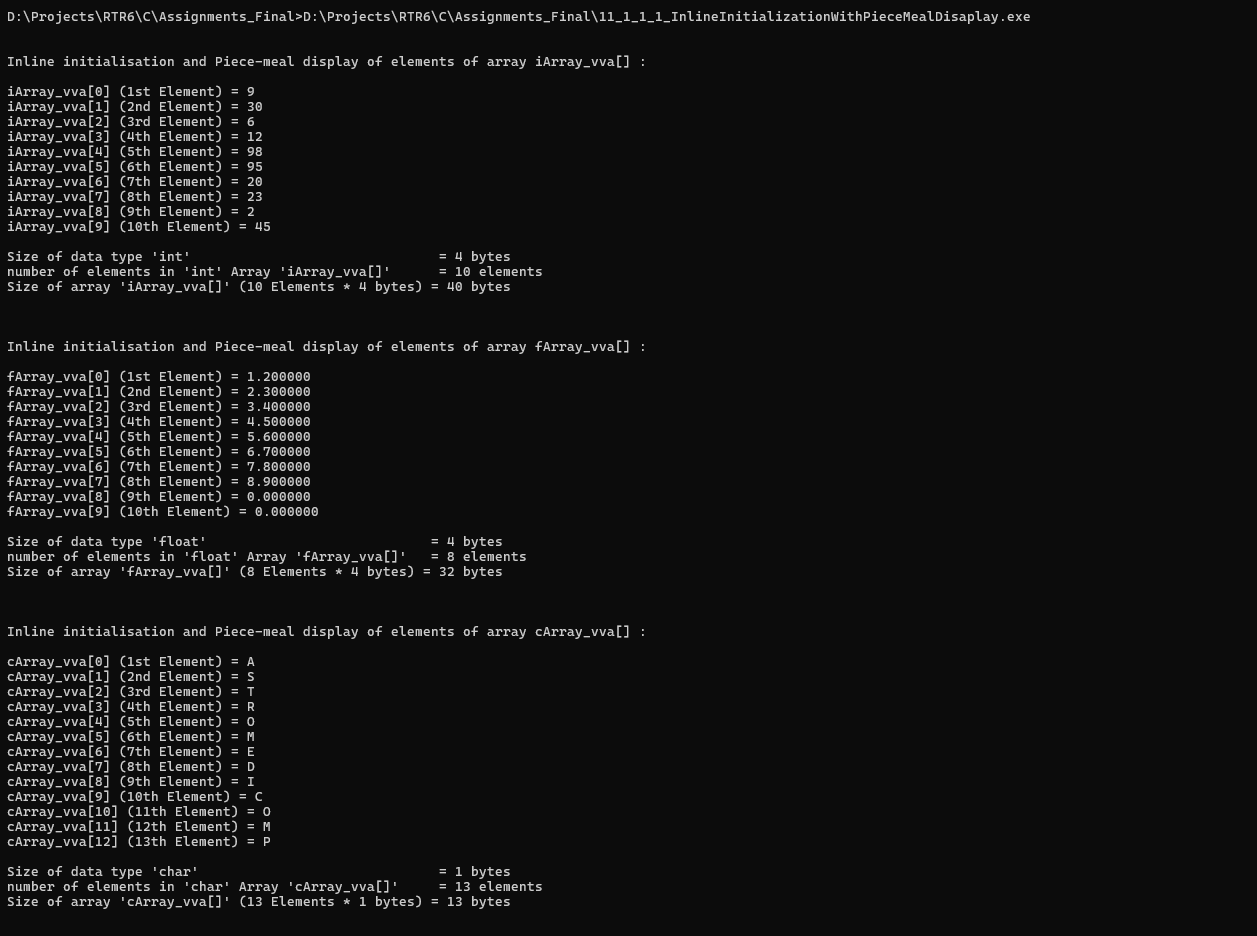 D:\Projects\RTR6\C\Assignments_Final>D:\Projects\RTR6\C\Assignments_Final\11_1_1_1_InlineInitializationWithPieceMealDisaplay.exe
Inline initialisation and Piece-meal display of elements of array iArray_vva[] :
iArray_vva[0] (1st Element) = 9
iArray_vva[1] (2nd Element) = 30
iArray_vva[2] (3rd Element) = 6
iArray_vva[3] (4th Element) = 12
iArray_vva[4] (5th Element) = 98
iArray_vva[5] (6th Element) = 95
iArray_vva[6] (7th Element) = 20
iArray_vva[7] (8th Element) = 23
iArray_vva[8] (9th Element) = 2
iArray_vva[9] (10th Element) = 45
Size of data type 'int'                               = 4 bytes
number of elements in 'int' Array 'iArray_vva[]'      = 10 elements
Size of array 'iArray_vva[]' (10 Elements * 4 bytes) = 40 bytes
Inline initialisation and Piece-meal display of elements of array fArray_vva[] :
fArray_vva[0] (1st Element) = 1.200000
fArray_vva[1] (2nd Element) = 2.300000
fArray_vva[2] (3rd Element) = 3.400000
fArray_vva[3] (4th Element) = 4.500000
fArray_vva[4] (5th Element) = 5.600000
fArray_vva[5] (6th Element) = 6.700000
fArray_vva[6] (7th Element) = 7.800000
fArray_vva[7] (8th Element) = 8.900000
fArray_vva[8] (9th Element) = 0.000000
fArray_vva[9] (10th Element) = 0.000000
Size of data type 'float'                            = 4 bytes
number of elements in 'float' Array 'fArray_vva[]'   = 8 elements
Size of array 'fArray_vva[]' (8 Elements * 4 bytes) = 32 bytes
Inline initialisation and Piece-meal display of elements of array cArray_vva[] :
cArray_vva[0] (1st Element) = A
cArray_vva[1] (2nd Element) = S
cArray_vva[2] (3rd Element) = T
cArray_vva[3] (4th Element) = R
cArray_vva[4] (5th Element) = O
cArray_vva[5] (6th Element) = M
cArray_vva[6] (7th Element) = E
cArray_vva[7] (8th Element) = D
cArray_vva[8] (9th Element) = I
cArray_vva[9] (10th Element) = C
cArray_vva[10] (11th Element) = O
cArray_vva[11] (12th Element) = M
cArray_vva[12] (13th Element) = P
Size of data type 'char'                              = 1 bytes
number of elements in 'char' Array 'cArray_vva[]'     = 13 elements
Size of array 'cArray_vva[]' (13 Elements * 1 bytes) = 13 bytes